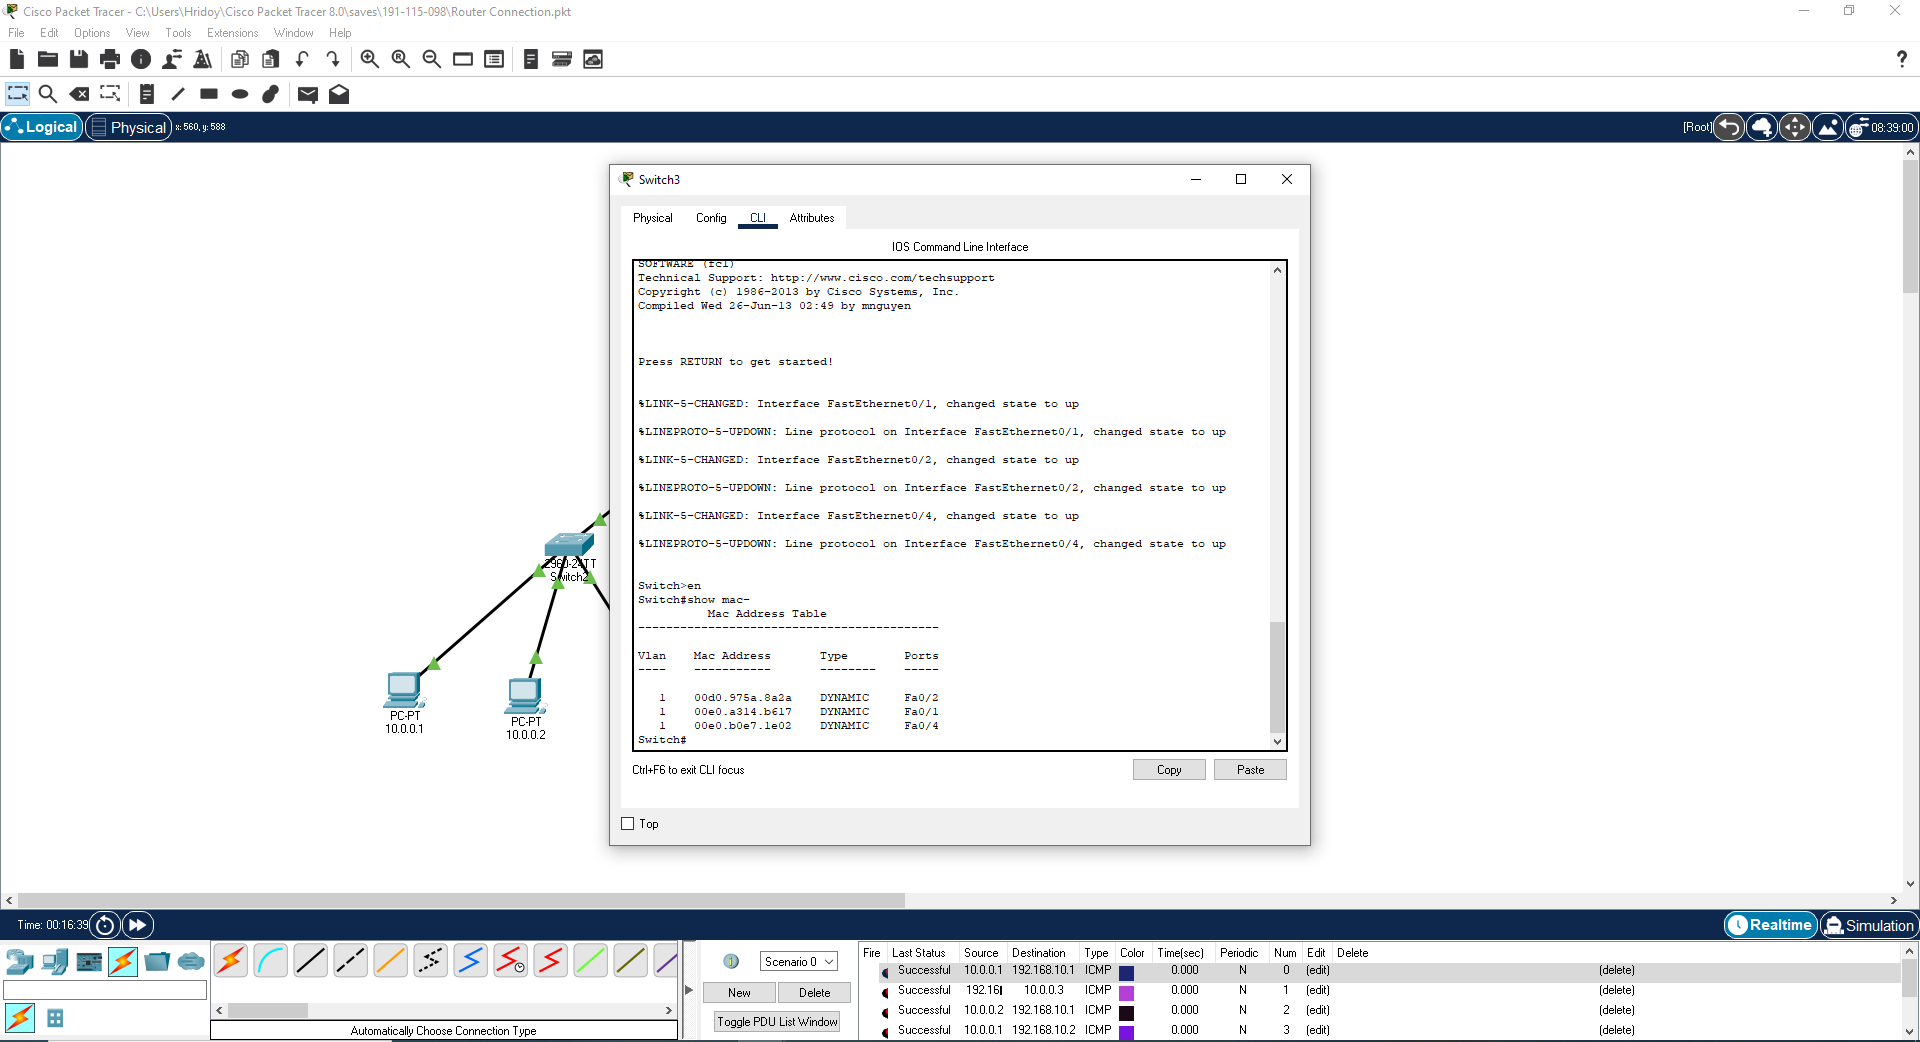 Cisco Packet Tracer - C:\Users\Hridoy\Cisco Packet Tracer 8.0\saves\191-115-098\Router Connection.pkt
File Edit Options View Tools Extensions Window Help
?
Logical Physical x: 560, y: 588 [Root] 08:39:00
Switch3
Physical Config CLI Attributes
IOS Command Line Interface
SOFTWARE (fc1)
Technical Support: http://www.cisco.com/techsupport
Copyright (c) 1986-2013 by Cisco Systems, Inc.
Compiled Wed 26-Jun-13 02:49 by mnguyen
Press RETURN to get started!
%LINK-5-CHANGED: Interface FastEthernet0/1, changed state to up
%LINEPROTO-5-UPDOWN: Line protocol on Interface FastEthernet0/1, changed state to up
%LINK-5-CHANGED: Interface FastEthernet0/2, changed state to up
%LINEPROTO-5-UPDOWN: Line protocol on Interface FastEthernet0/2, changed state to up
%LINK-5-CHANGED: Interface FastEthernet0/4, changed state to up
%LINEPROTO-5-UPDOWN: Line protocol on Interface FastEthernet0/4, changed state to up
Switch>en
Switch#show mac-
Mac Address Table
-------------------------------------------
Vlan Mac Address Type Ports
---- ----------- -------- -----
1 00d0.975a.8a2a DYNAMIC Fa0/2
1 00e0.a314.b617 DYNAMIC Fa0/1
1 00e0.b0e7.1e02 DYNAMIC Fa0/4
Switch#
Ctrl+F6 to exit CLI focus
Copy Paste
Top
2960-24TT
Switch2
PC-PT
10.0.0.1
PC-PT
10.0.0.2
Time: 00:16:39
Realtime Simulation
Scenario 0
New Delete
Toggle PDU List Window
Automatically Choose Connection Type
Fire Last Status Source Destination Type Color Time(sec) Periodic Num Edit Delete
Successful 10.0.0.1 192.168.10.1 ICMP 0.000 N 0 (edit) (delete)
Successful 192.16 10.0.0.3 ICMP 0.000 N 1 (edit) (delete)
Successful 10.0.0.2 192.168.10.1 ICMP 0.000 N 2 (edit) (delete)
Successful 10.0.0.1 192.168.10.2 ICMP 0.000 N 3 (edit) (delete)